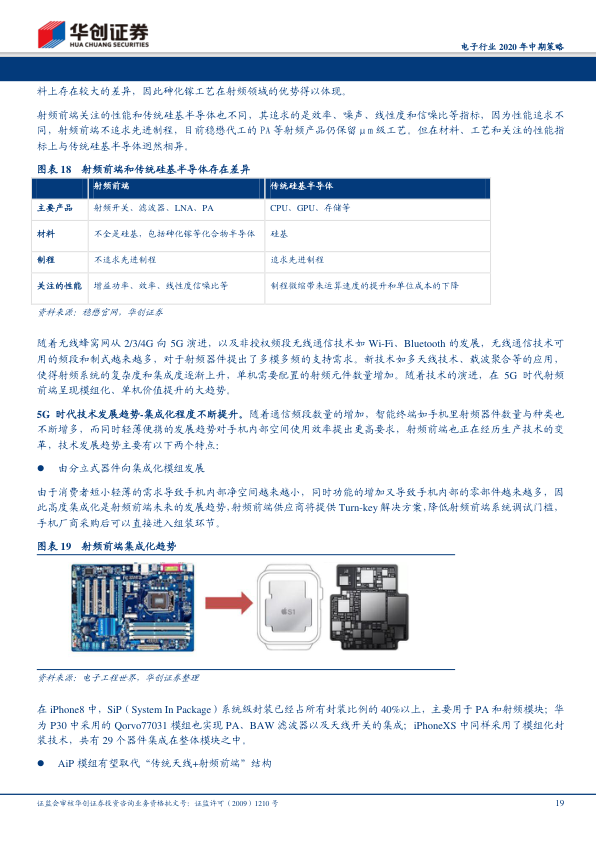 华创证券
HUA CHUANG SECURITIES
电子行业 2020 年中期策略
料上存在较大的差异，因此砷化镓工艺在射频领域的优势得以体现。
射频前端关注的性能和传统硅基半导体也不同，其追求的是效率、噪声、线性度和信噪比等指标，因为性能追求不
同，射频前端不追求先进制程，目前稳懋代工的 PA 等射频产品仍保留μm级工艺。但在材料、工艺和关注的性能指
标上与传统硅基半导体迥然相异。
图表 18 射频前端和传统硅基半导体存在差异
射频前端 传统硅基半导体
主要产品 射频开关、滤波器、LNA、PA CPU、GPU、存储等
材料 不全是硅基，包括砷化镓等化合物半导体 硅基
制程 不追求先进制程 追求先进制程
关注的性能 增益功率、效率、线性度信噪比等 制程微缩带来运算速度的提升和单位成本的下降
资料来源：稳懋官网，华创证券
随着无线蜂窝网从 2/3/4G 向 5G 演进，以及非授权频段无线通信技术如 Wi-Fi、Bluetooth 的发展，无线通信技术可
用的频段和制式越来越多，对于射频器件提出了多模多频的支持需求。新技术如多天线技术、载波聚合等的应用，
使得射频系统的复杂度和集成度逐渐上升，单机需要配置的射频元件数量增加。随着技术的演进，在 5G 时代射频
前端呈现模组化、单机价值提升的大趋势。
5G 时代技术发展趋势-集成化程度不断提升。随着通信频段数量的增加，智能终端如手机里射频器件数量与种类也
不断增多，而同时轻薄便携的发展趋势对手机内部空间使用效率提出更高要求，射频前端也正在经历生产技术的变
革，技术发展趋势主要有以下两个特点：
● 由分立式器件向集成化模组发展
由于消费者短小轻薄的需求导致手机内部净空间越来越小，同时功能的增加又导致手机内部的零部件越来越多，因
此高度集成化是射频前端未来的发展趋势，射频前端供应商将提供 Turn-key 解决方案，降低射频前端系统调试门槛，
手机厂商采购后可以直接进入组装环节。
图表 19 射频前端集成化趋势
S1
资料来源：电子工程世界，华创证券整理
在 iPhone8 中，SiP（System In Package）系统级封装已经占所有封装比例的 40%以上，主要用于 PA 和射频模块；华
为 P30 中采用的 Qorvo77031 模组也实现 PA、BAW 滤波器以及天线开关的集成；iPhoneXS 中同样采用了模组化封
装技术，共有 29 个器件集成在整体模块之中。
● AiP 模组有望取代“传统天线+射频前端”结构
证监会审核华创证券投资咨询业务资格批文号：证监许可（2009）1210 号 19